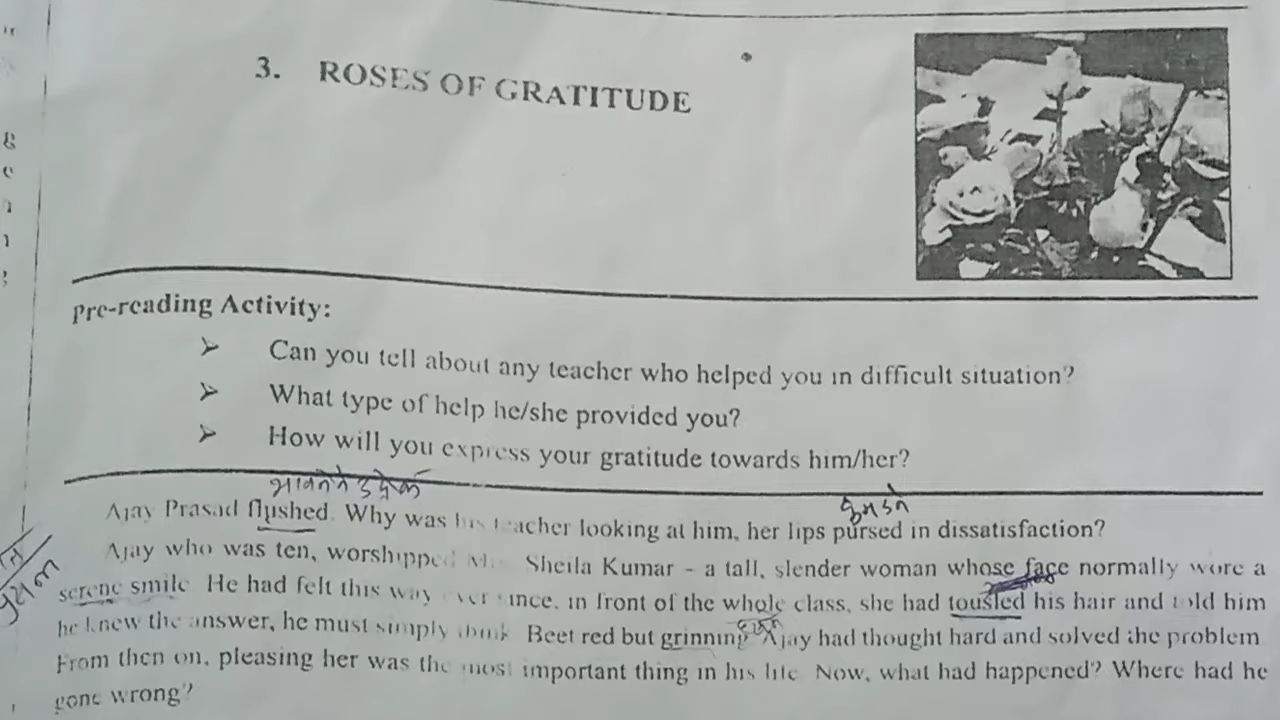 3. ROSES OF GRATITUDE
Pre-reading Activity:
➢ Can you tell about any teacher who helped you in difficult situation?
➢ What type of help he/she provided you?
➢ How will you express your gratitude towards him/her?
Ajay Prasad flushed. Why was his teacher looking at him, her lips pursed in dissatisfaction?
Ajay who was ten, worshipped Mrs. Sheila Kumar - a tall, slender woman whose face normally wore a
serene smile. He had felt this way ever since, in front of the whole class, she had tousled his hair and told him
he knew the answer, he must simply think. Beet red but grinning Ajay had thought hard and solved the problem
From then on, pleasing her was the most important thing in his life. Now, what had happened? Where had he
gone wrong?